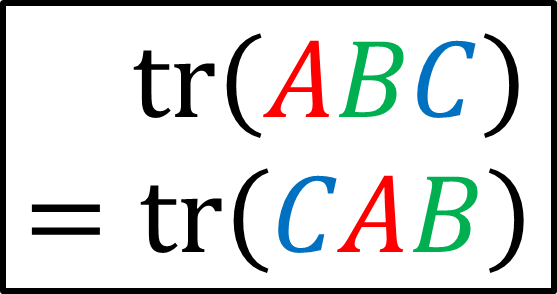 tr(ABC)
= tr(CAB)